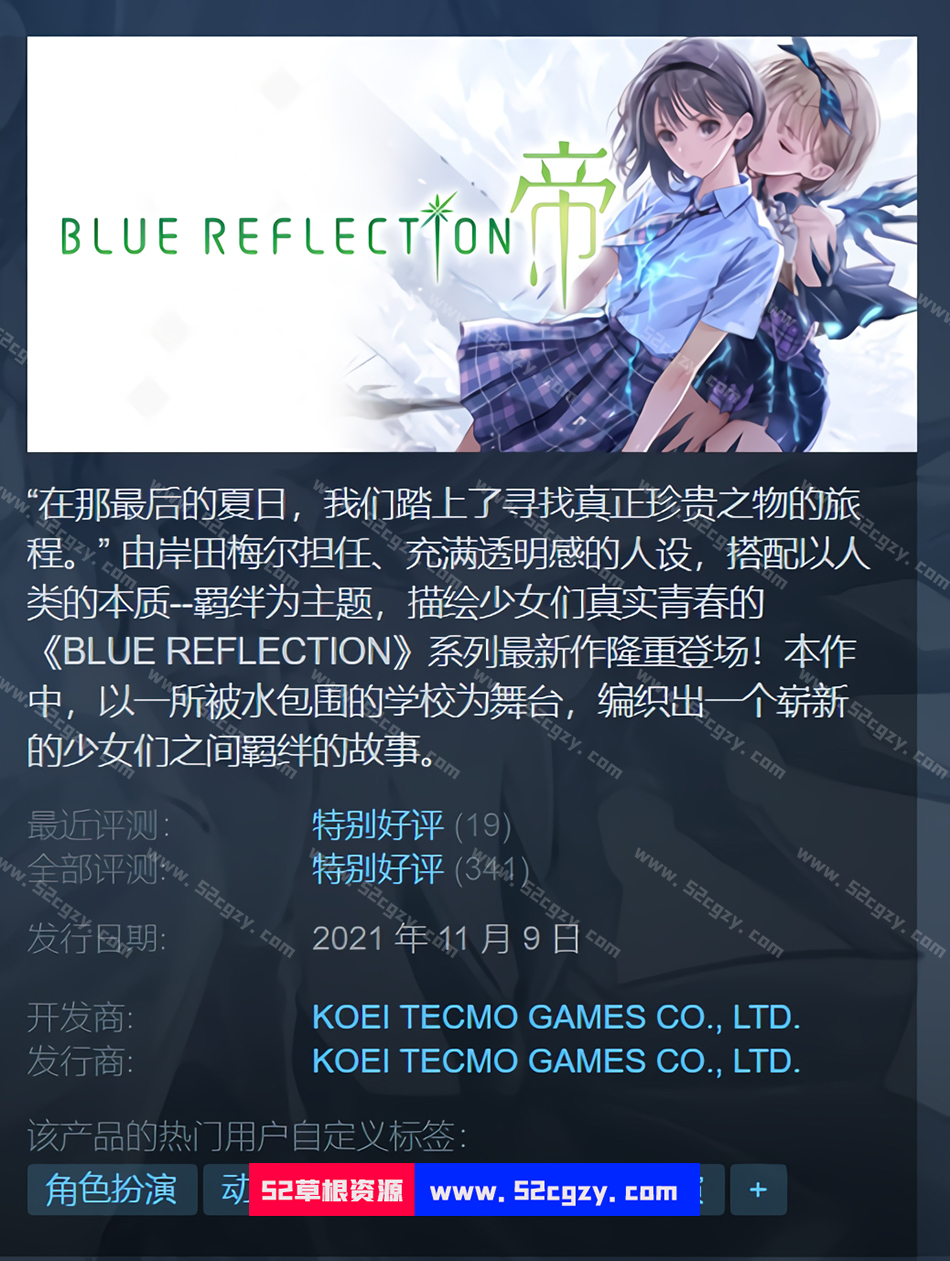 BLUE REFLECTION 帝
“在那最后的夏日，我们踏上了寻找真正珍贵之物的旅
程。” 由岸田梅尔担任、充满透明感的人设，搭配以人
类的本质--羁绊为主题，描绘少女们真实青春的
《BLUE REFLECTION》系列最新作隆重登场！本作
中，以一所被水包围的学校为舞台，编织出一个崭新
的少女们之间羁绊的故事。
最近评测: 特别好评 (19)
全部评测: 特别好评 (341)
发行日期: 2021 年 11 月 9 日
开发商: KOEI TECMO GAMES CO., LTD.
发行商: KOEI TECMO GAMES CO., LTD.
该产品的热门用户自定义标签:
角色扮演 动 52草根资源 www.52cgzy.com +